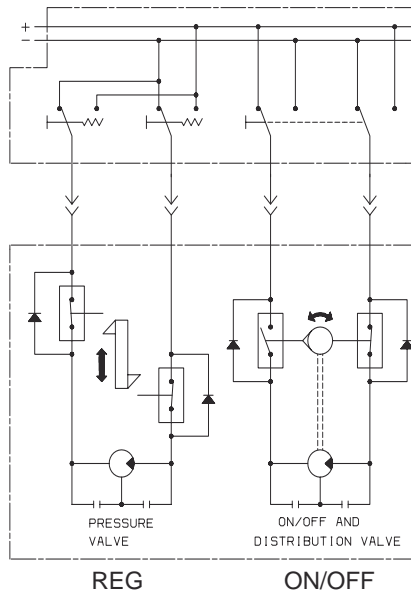 +
−
PRESSURE
VALVE
ON/OFF AND
DISTRIBUTION VALVE
REG
ON/OFF